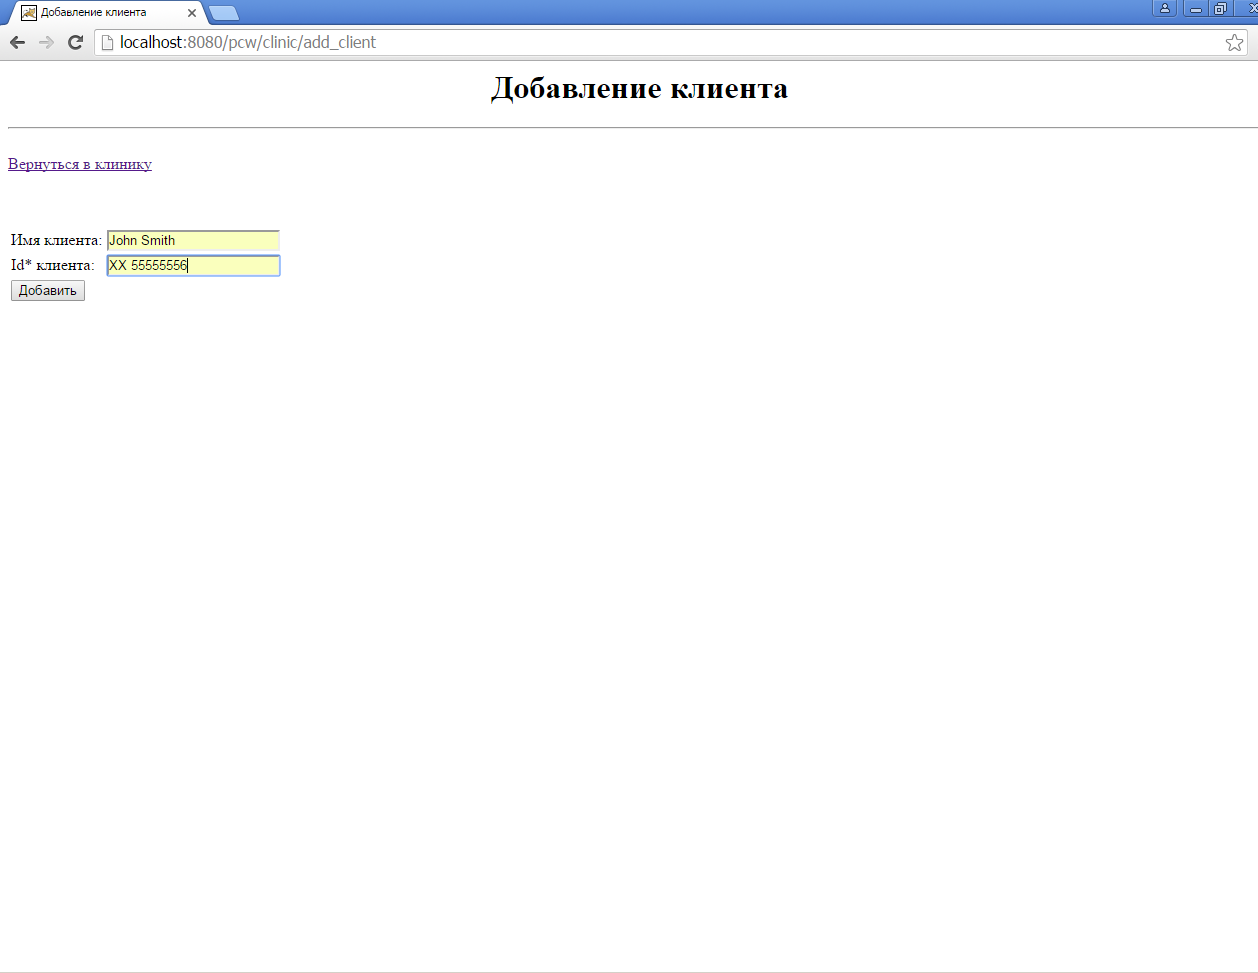 Добавление клиента
localhost:8080/pcw/clinic/add_client
Добавление клиента
Вернуться в клинику
Имя клиента: John Smith
Id* клиента: XX 55555556
Добавить